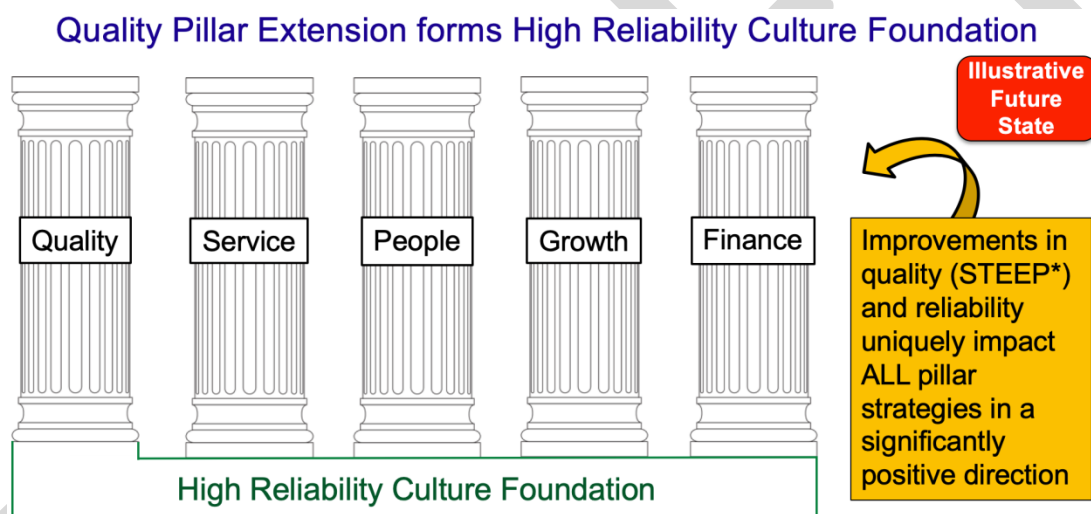 Quality Pillar Extension forms High Reliability Culture Foundation
Illustrative
Future
State
Quality
Service
People
Growth
Finance
Improvements in
quality (STEEP*)
and reliability
uniquely impact
ALL pillar
strategies in a
significantly
positive direction
High Reliability Culture Foundation